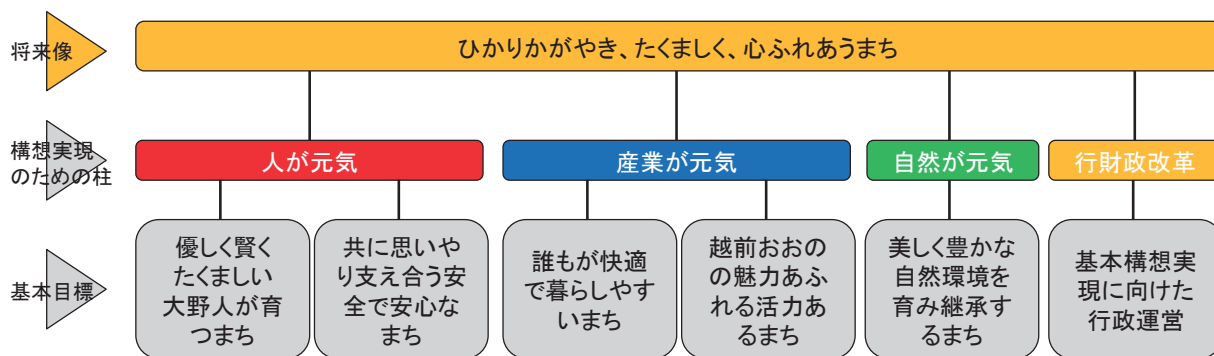 将来像
ひかりかがやき、たくましく、心ふれあうまち
構想実現
のための柱
人が元気
産業が元気
自然が元気
行財政改革
基本目標
優しく賢く
たくましい
大野人が育
つまち
共に思いや
り支え合う安
全で安心な
まち
誰もが快適
で暮らしやす
いまち
越前おおの
の魅力あふ
れる活力あ
るまち
美しく豊かな
自然環境を
育み継承す
るまち
基本構想実
現に向けた
行政運営